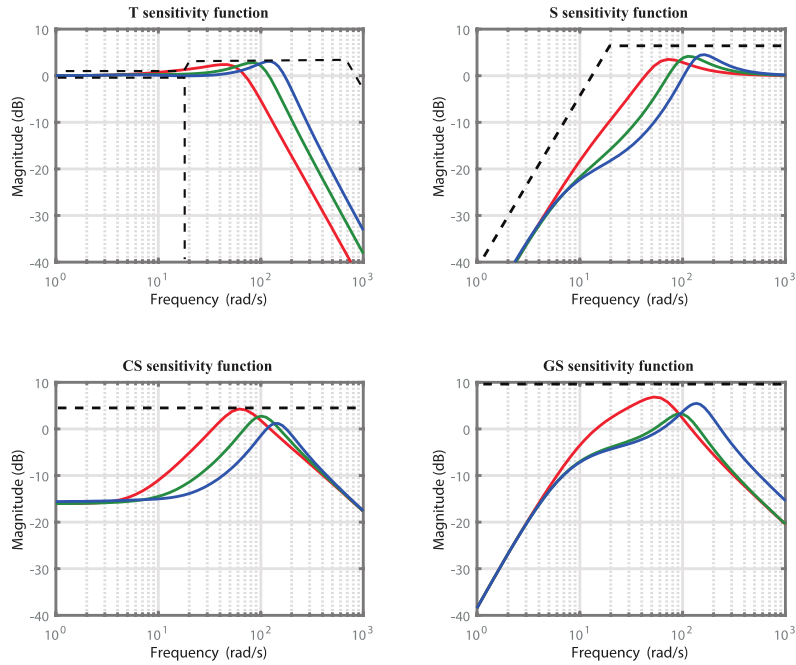 T sensitivity function
10
0
-10
-20
-30
-40
Magnitude (dB)
10^0 10^1 10^2 10^3
Frequency (rad/s)
S sensitivity function
10
0
-10
-20
-30
-40
Magnitude (dB)
10^0 10^1 10^2 10^3
Frequency (rad/s)
CS sensitivity function
10
0
-10
-20
-30
-40
Magnitude (dB)
10^0 10^1 10^2 10^3
Frequency (rad/s)
GS sensitivity function
10
0
-10
-20
-30
-40
Magnitude (dB)
10^0 10^1 10^2 10^3
Frequency (rad/s)